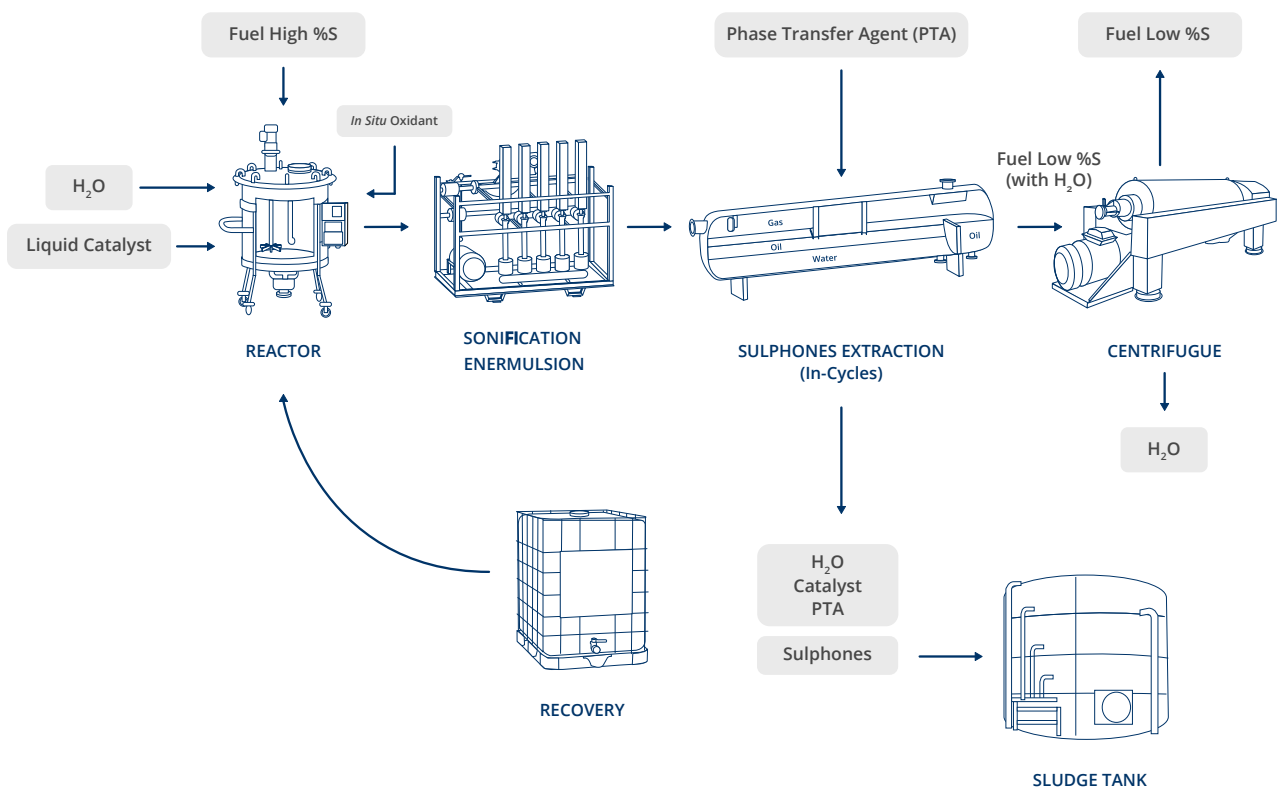 Fuel High %S
Phase Transfer Agent (PTA)
Fuel Low %S
In Situ Oxidant
H₂O
Liquid Catalyst
Fuel Low %S
(with H₂O)
Gas
Oil
Water
Oil
REACTOR
SONIFICATION
ENERMULSION
SULPHONES EXTRACTION
(In-Cycles)
CENTRIFUGUE
H₂O
H₂O
Catalyst
PTA
Sulphones
RECOVERY
SLUDGE TANK